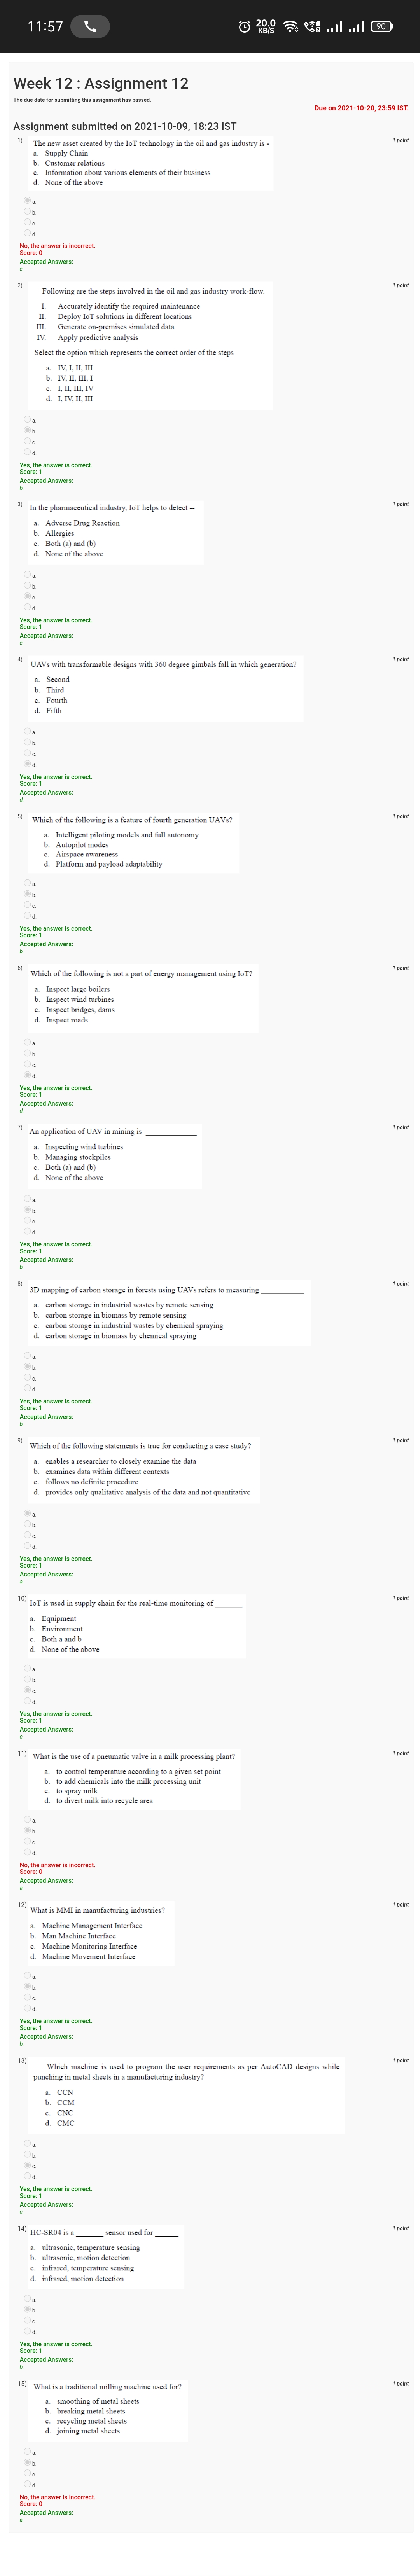 11:57
20.0
KB/S
90
Week 12 : Assignment 12
The due date for submitting this assignment has passed.
Due on 2021-10-20, 23:59 IST.
Assignment submitted on 2021-10-09, 18:23 IST
1) The new asset created by the IoT technology in the oil and gas industry is - 1 point
a. Supply Chain
b. Customer relations
c. Information about various elements of their business
d. None of the above
a.
b.
c.
d.
No, the answer is incorrect.
Score: 0
Accepted Answers:
c.
2) Following are the steps involved in the oil and gas industry work-flow. 1 point
I. Accurately identify the required maintenance
II. Deploy IoT solutions in different locations
III. Generate on-premises simulated data
IV. Apply predictive analysis
Select the option which represents the correct order of the steps
a. IV, I, II, III
b. IV, II, III, I
c. I, II, III, IV
d. I, IV, II, III
a.
b.
c.
d.
Yes, the answer is correct.
Score: 1
Accepted Answers:
b.
3) In the pharmaceutical industry, IoT helps to detect -- 1 point
a. Adverse Drug Reaction
b. Allergies
c. Both (a) and (b)
d. None of the above
a.
b.
c.
d.
Yes, the answer is correct.
Score: 1
Accepted Answers:
c.
4) UAVs with transformable designs with 360 degree gimbals fall in which generation? 1 point
a. Second
b. Third
c. Fourth
d. Fifth
a.
b.
c.
d.
Yes, the answer is correct.
Score: 1
Accepted Answers:
d.
5) Which of the following is a feature of fourth generation UAVs? 1 point
a. Intelligent piloting models and full autonomy
b. Autopilot modes
c. Airspace awareness
d. Platform and payload adaptability
a.
b.
c.
d.
Yes, the answer is correct.
Score: 1
Accepted Answers:
b.
6) Which of the following is not a part of energy management using IoT? 1 point
a. Inspect large boilers
b. Inspect wind turbines
c. Inspect bridges, dams
d. Inspect roads
a.
b.
c.
d.
Yes, the answer is correct.
Score: 1
Accepted Answers:
d.
7) An application of UAV in mining is ____________ 1 point
a. Inspecting wind turbines
b. Managing stockpiles
c. Both (a) and (b)
d. None of the above
a.
b.
c.
d.
Yes, the answer is correct.
Score: 1
Accepted Answers:
b.
8) 3D mapping of carbon storage in forests using UAVs refers to measuring __________ 1 point
a. carbon storage in industrial wastes by remote sensing
b. carbon storage in biomass by remote sensing
c. carbon storage in industrial wastes by chemical spraying
d. carbon storage in biomass by chemical spraying
a.
b.
c.
d.
Yes, the answer is correct.
Score: 1
Accepted Answers:
b.
9) Which of the following statements is true for conducting a case study? 1 point
a. enables a researcher to closely examine the data
b. examines data within different contexts
c. follows no definite procedure
d. provides only qualitative analysis of the data and not quantitative
a.
b.
c.
d.
Yes, the answer is correct.
Score: 1
Accepted Answers:
a.
10) IoT is used in supply chain for the real-time monitoring of ______ 1 point
a. Equipment
b. Environment
c. Both a and b
d. None of the above
a.
b.
c.
d.
Yes, the answer is correct.
Score: 1
Accepted Answers:
c.
11) What is the use of a pneumatic valve in a milk processing plant? 1 point
a. to control temperature according to a given set point
b. to add chemicals into the milk processing unit
c. to spray milk
d. to divert milk into recycle area
a.
b.
c.
d.
No, the answer is incorrect.
Score: 0
Accepted Answers:
a.
12) What is MMI in manufacturing industries? 1 point
a. Machine Management Interface
b. Man Machine Interface
c. Machine Monitoring Interface
d. Machine Movement Interface
a.
b.
c.
d.
Yes, the answer is correct.
Score: 1
Accepted Answers:
b.
13) Which machine is used to program the user requirements as per AutoCAD designs while 1 point
punching in metal sheets in a manufacturing industry?
a. CCN
b. CCM
c. CNC
d. CMC
a.
b.
c.
d.
Yes, the answer is correct.
Score: 1
Accepted Answers:
c.
14) HC-SR04 is a ______ sensor used for _____ 1 point
a. ultrasonic, temperature sensing
b. ultrasonic, motion detection
c. infrared, temperature sensing
d. infrared, motion detection
a.
b.
c.
d.
Yes, the answer is correct.
Score: 1
Accepted Answers:
b.
15) What is a traditional milling machine used for? 1 point
a. smoothing of metal sheets
b. breaking metal sheets
c. recycling metal sheets
d. joining metal sheets
a.
b.
c.
d.
No, the answer is incorrect.
Score: 0
Accepted Answers:
a.